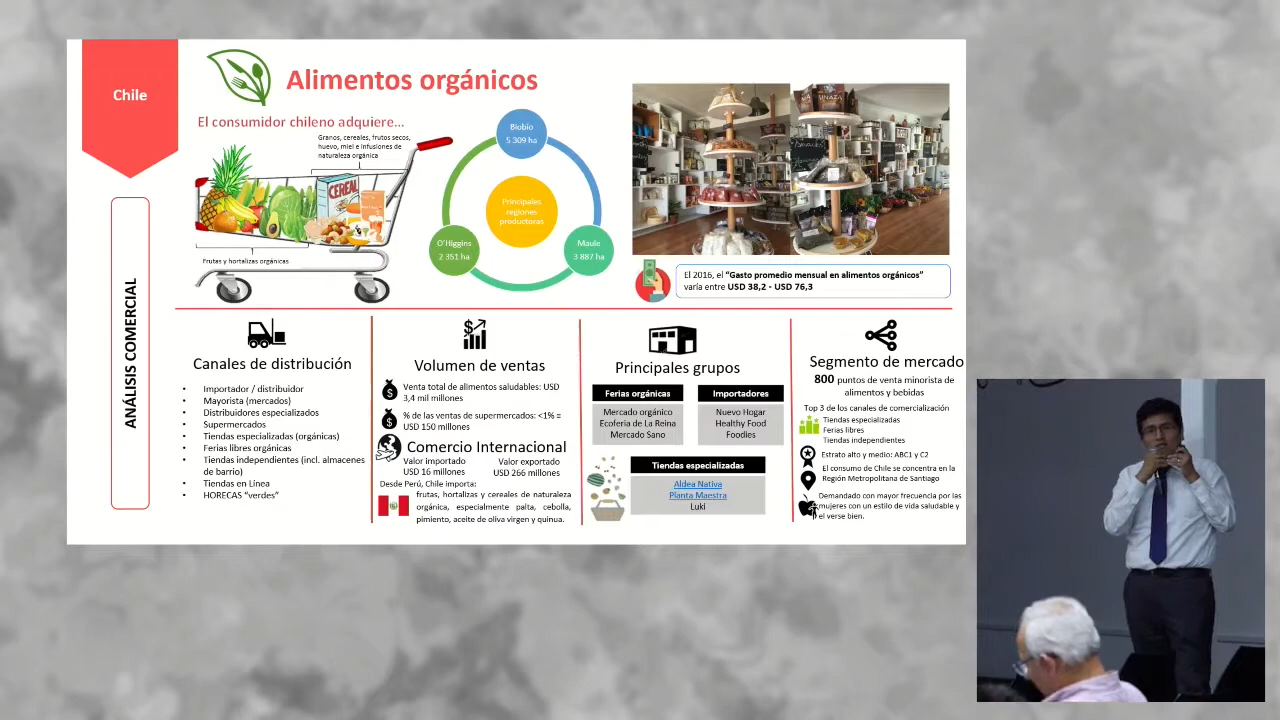 Chile
Alimentos orgánicos
El consumidor chileno adquiere...
Granos, cereales, frutos secos,
huevo, miel e infusiones de
naturaleza orgánica
CEREAL
Frutas y hortalizas orgánicas
Biobío
5 309 ha
Principales
regiones
productoras
O'Higgins
2 351 ha
Maule
3 887 ha
El 2016, el “Gasto promedio mensual en alimentos orgánicos”
varía entre USD 38,2 - USD 76,3
ANÁLISIS COMERCIAL
Canales de distribución
• Importador / distribuidor
• Mayorista (mercados)
• Distribuidores especializados
• Supermercados
• Tiendas especializadas (orgánicas)
• Ferias libres orgánicas
• Tiendas independientes (incl. almacenes
de barrio)
• Tiendas en Línea
• HORECAS “verdes”
Volumen de ventas
Venta total de alimentos saludables: USD
3,4 mil millones
% de las ventas de supermercados: <1% =
USD 150 millones
Comercio Internacional
Valor importado
USD 16 millones
Valor exportado
USD 266 millones
Desde Perú, Chile importa:
frutas, hortalizas y cereales de naturaleza
orgánica, especialmente palta, cebolla,
pimiento, aceite de oliva virgen y quinua.
Principales grupos
Ferias orgánicas
Mercado orgánico
Ecoferia de La Reina
Mercado Sano
Importadores
Nuevo Hogar
Healthy Food
Foodies
Tiendas especializadas
Aldea Nativa
Planta Maestra
Luki
Segmento de mercado
800 puntos de venta minorista de
alimentos y bebidas
Top 3 de los canales de comercialización
Tiendas especializadas
Ferias libres
Tiendas independientes
Estrato alto y medio: ABC1 y C2
El consumo de Chile se concentra en la
Región Metropolitana de Santiago
Demandado con mayor frecuencia por las
mujeres con un estilo de vida saludable y
el verse bien.